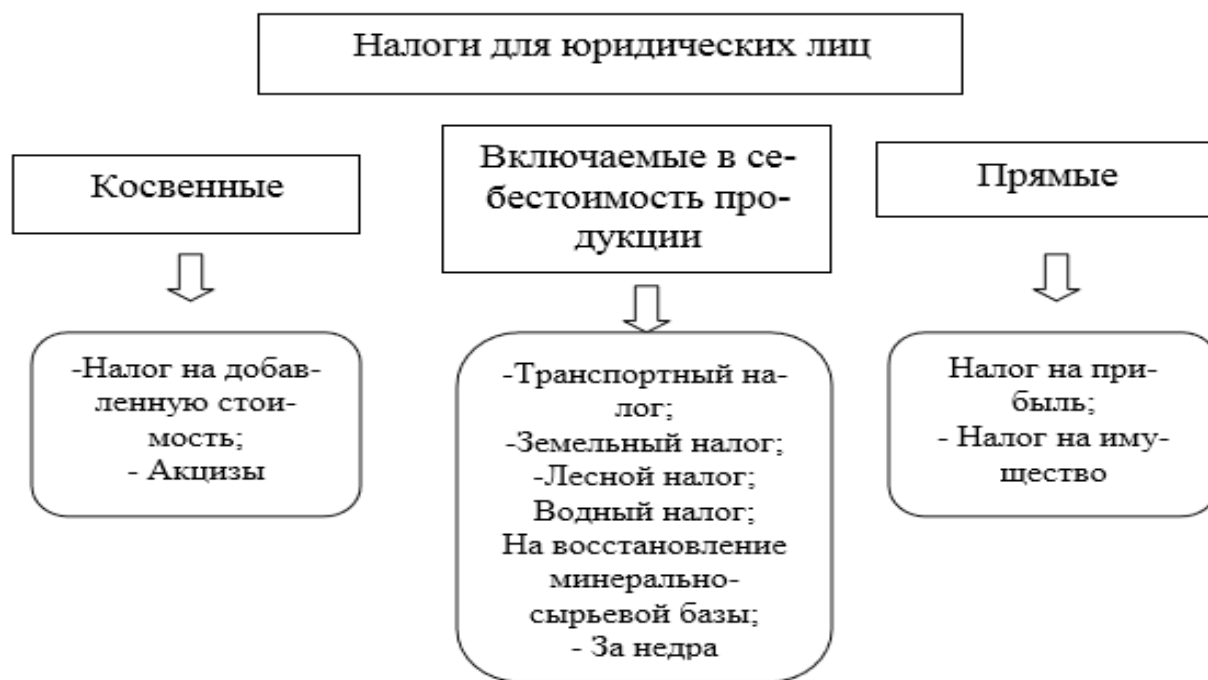 Налоги для юридических лиц
Косвенные
Включаемые в се-
бестоимость про-
дукции
Прямые
-Налог на добав-
ленную стои-
мость;
- Акцизы
-Транспортный на-
лог;
-Земельный налог;
-Лесной налог;
Водный налог;
На восстановление
минерально-
сырьевой базы;
- За недра
Налог на при-
быль;
- Налог на иму-
щество